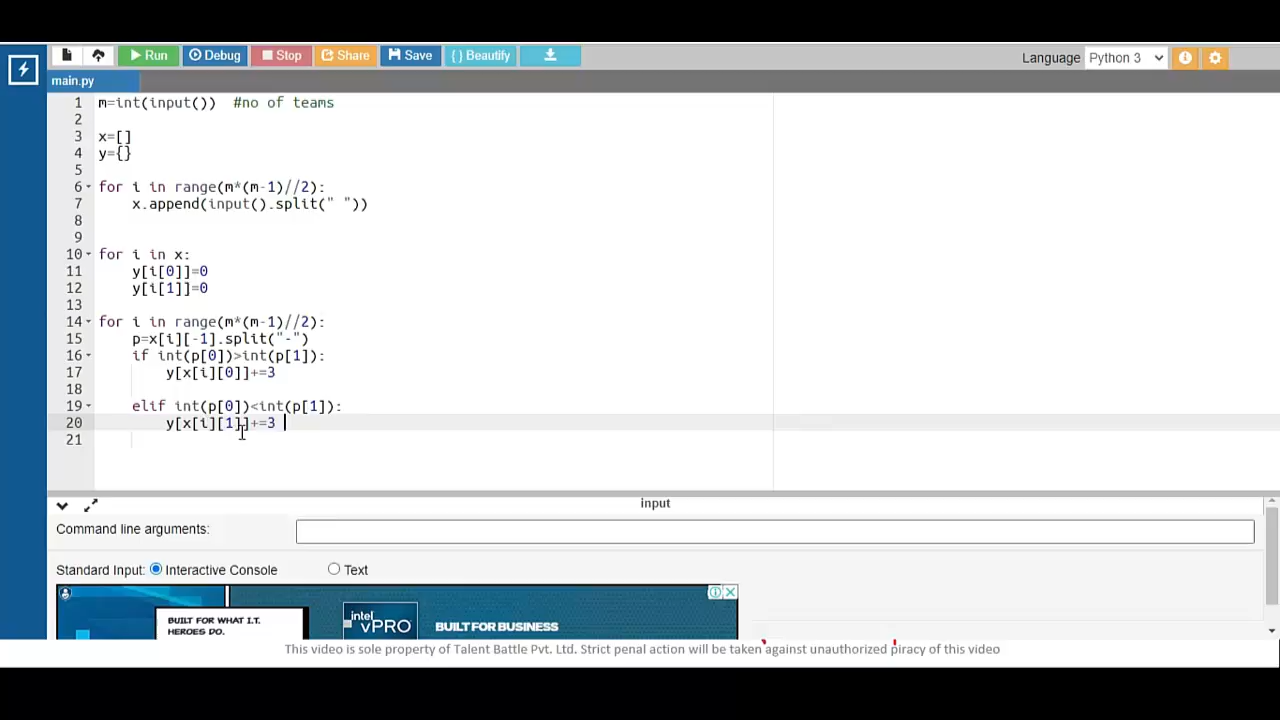 Run Debug Stop Share Save { } Beautify Language Python 3
main.py
1 m=int(input())  #no of teams
2
3 x=[]
4 y={}
5
6 for i in range(m*(m-1)//2):
7     x.append(input().split(" "))
8
9
10 for i in x:
11     y[i[0]]=0
12     y[i[1]]=0
13
14 for i in range(m*(m-1)//2):
15     p=x[i][-1].split("-")
16     if int(p[0])>int(p[1]):
17         y[x[i][0]]+=3
18
19     elif int(p[0])<int(p[1]):
20         y[x[i][1]]+=3
21
input
Command line arguments:
Standard Input: Interactive Console Text
BUILT FOR WHAT I.T.
HEROES DO.
intel
vPRO
BUILT FOR BUSINESS
This video is sole property of Talent Battle Pvt. Ltd. Strict penal action will be taken against unauthorized piracy of this video